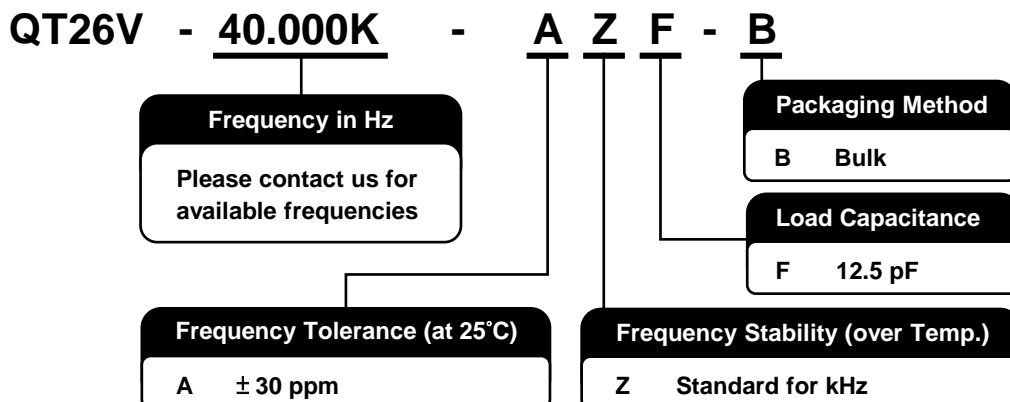 QT26V - 40.000K - A Z F - B
Frequency in Hz
Please contact us for
available frequencies
Packaging Method
B Bulk
Load Capacitance
F 12.5 pF
Frequency Tolerance (at 25˚C)
A ± 30 ppm
Frequency Stability (over Temp.)
Z Standard for kHz